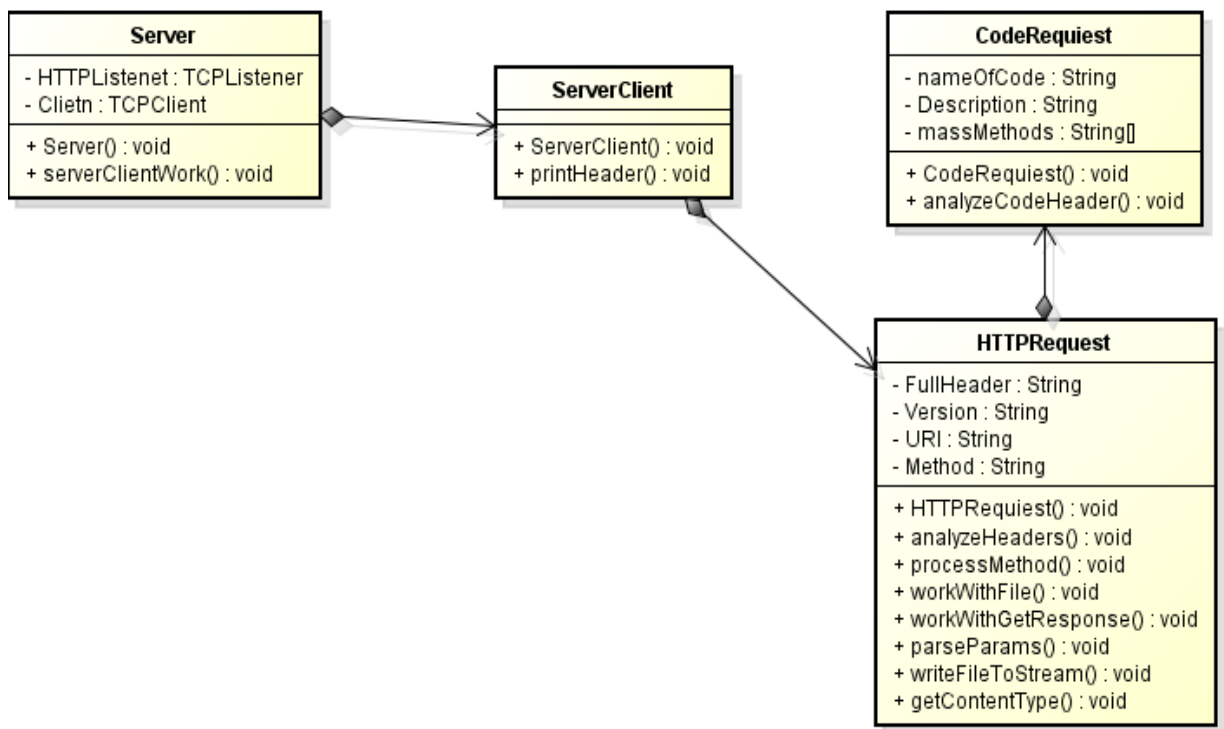 Server
- HTTPListenet : TCPListener
- Clietn : TCPClient
+ Server() : void
+ serverClientWork() : void
ServerClient
+ ServerClient() : void
+ printHeader() : void
CodeRequiest
- nameOfCode : String
- Description : String
- massMethods : String[]
+ CodeRequiest() : void
+ analyzeCodeHeader() : void
HTTPRequest
- FullHeader : String
- Version : String
- URI : String
- Method : String
+ HTTPRequiest() : void
+ analyzeHeaders() : void
+ processMethod() : void
+ workWithFile() : void
+ workWithGetResponse() : void
+ parseParams() : void
+ writeFileToStream() : void
+ getContentType() : void